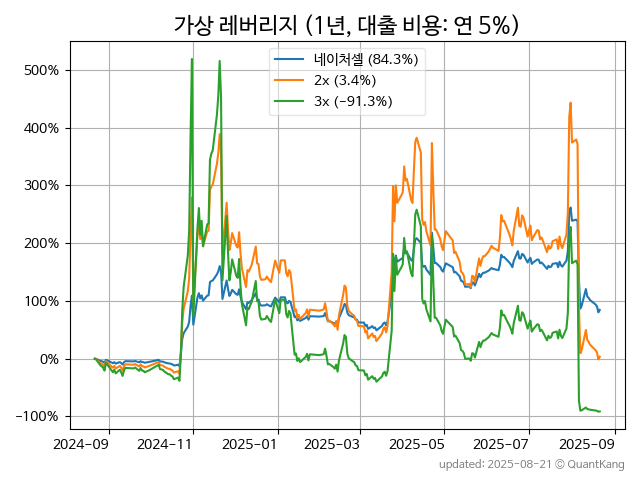 가상 레버리지 (1년, 대출 비용: 연 5%)
네이처셀 (84.3%)
2x (3.4%)
3x (−91.3%)
500%
400%
300%
200%
100%
0%
−100%
2024-09 2024-11 2025-01 2025-03 2025-05 2025-07 2025-09
updated: 2025-08-21 © QuantKang